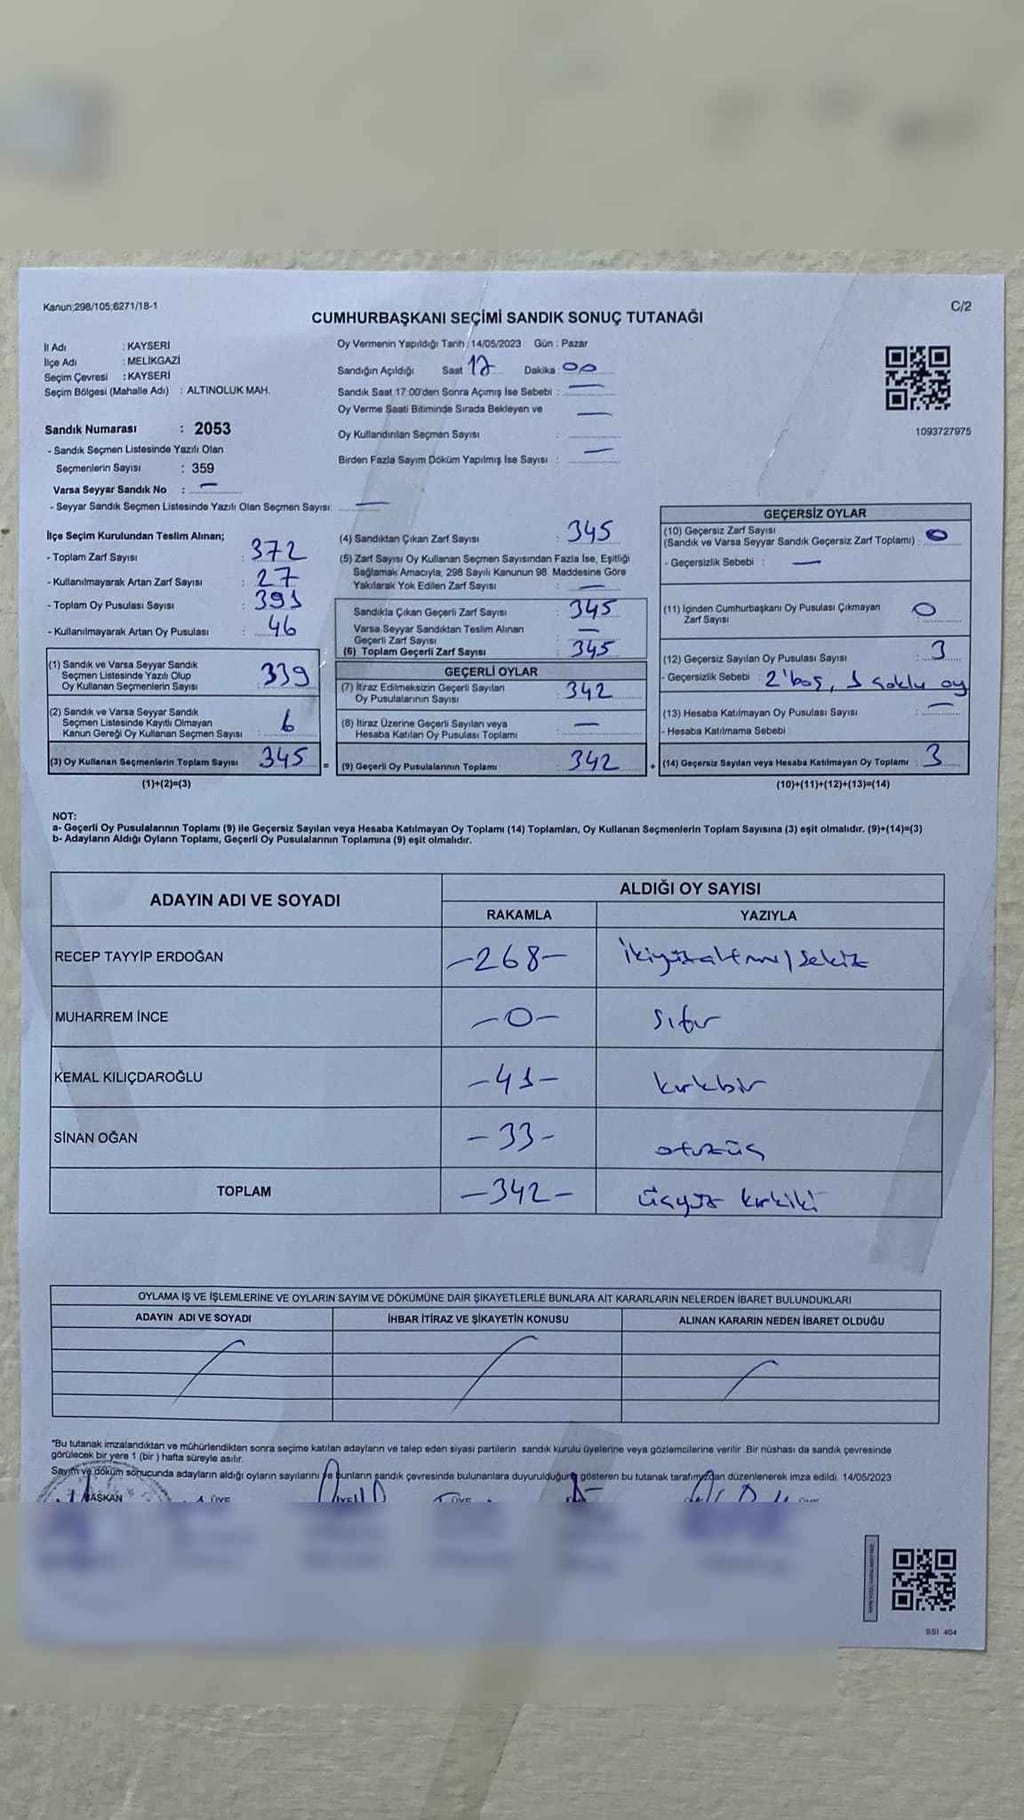 Kanun;298/105;6271/18-1
C/2
CUMHURBAŞKANI SEÇİMİ SANDIK SONUÇ TUTANAĞI
İl Adı : KAYSERİ
İlçe Adı : MELİKGAZİ
Seçim Çevresi : KAYSERİ
Seçim Bölgesi (Mahalle Adı) : ALTINOLUK MAH.
Sandık Numarası : 2053
- Sandık Seçmen Listesinde Yazılı Olan
Seçmenlerin Sayısı : 359
Varsa Seyyar Sandık No : —
- Seyyar Sandık Seçmen Listesinde Yazılı Olan Seçmen Sayısı: —
Oy Vermenin Yapıldığı Tarih : 14/05/2023 Gün : Pazar
Sandığın Açıldığı Saat 17 Dakika : 00
Sandık Saat 17:00'den Sonra Açımış İse Sebebi : —
Oy Verme Saati Bitiminde Sırada Bekleyen ve —
Oy Kullandırılan Seçmen Sayısı :
Birden Fazla Sayım Döküm Yapılmış İse Sayısı : —
1093727975
İlçe Seçim Kurulundan Teslim Alınan;
- Toplam Zarf Sayısı : 372
- Kullanılmayarak Artan Zarf Sayısı : 27
- Toplam Oy Pusulası Sayısı : 391
- Kullanılmayarak Artan Oy Pusulası : 46
(1) Sandık ve Varsa Seyyar Sandık
Seçmen Listesinde Yazılı Olup
Oy Kullanan Seçmenlerin Sayısı : 339
(2) Sandık ve Varsa Seyyar Sandık
Seçmen Listesinde Kayıtlı Olmayan
Kanun Gereği Oy Kullanan Seçmen Sayısı : 6
(3) Oy Kullanan Seçmenlerin Toplam Sayısı : 345 =
(1)+(2)=(3)
(4) Sandıktan Çıkan Zarf Sayısı : 345
(5) Zarf Sayısı Oy Kullanan Seçmen Sayısından Fazla İse, Eşitliği
Sağlamak Amacıyla, 298 Sayılı Kanunun 98. Maddesine Göre
Yakılarak Yok Edilen Zarf Sayısı : —
Sandıkla Çıkan Geçerli Zarf Sayısı : 345
Varsa Seyyar Sandıktan Teslim Alınan
Geçerli Zarf Sayısı : —
(6) Toplam Geçerli Zarf Sayısı : 345
GEÇERLİ OYLAR
(7) İtiraz Edilmeksizin Geçerli Sayılan
Oy Pusulalarının Sayısı : 342
(8) İtiraz Üzerine Geçerli Sayılan veya
Hesaba Katılan Oy Pusulası Toplamı : —
(9) Geçerli Oy Pusulalarının Toplamı : 342 +
GEÇERSİZ OYLAR
(10) Geçersiz Zarf Sayısı
(Sandık ve Varsa Seyyar Sandık Geçersiz Zarf Toplamı) : 0
- Geçersizlik Sebebi : —
(11) İçinden Cumhurbaşkanı Oy Pusulası Çıkmayan
Zarf Sayısı : 0
(12) Geçersiz Sayılan Oy Pusulası Sayısı : 3
- Geçersizlik Sebebi : 2'boş, 1 çoklu oy
(13) Hesaba Katılmayan Oy Pusulası Sayısı : —
- Hesaba Katılmama Sebebi
(14) Geçersiz Sayılan veya Hesaba Katılmayan Oy Toplamı : 3
(10)+(11)+(12)+(13)=(14)
NOT:
a- Geçerli Oy Pusulalarının Toplamı (9) ile Geçersiz Sayılan veya Hesaba Katılmayan Oy Toplamı (14) Toplamları, Oy Kullanan Seçmenlerin Toplam Sayısına (3) eşit olmalıdır. (9)+(14)=(3)
b- Adayların Aldığı Oyların Toplamı, Geçerli Oy Pusulalarının Toplamına (9) eşit olmalıdır.
ADAYIN ADI VE SOYADI ALDIĞI OY SAYISI
RAKAMLA YAZIYLA
RECEP TAYYİP ERDOĞAN -268- ikiyüzaltmışsekiz
MUHARREM İNCE -0- sıfır
KEMAL KILIÇDAROĞLU -41- kırkbir
SİNAN OĞAN -33- otuzüç
TOPLAM -342- üçyüz kırkiki
OYLAMA İŞ VE İŞLEMLERİNE VE OYLARIN SAYIM VE DÖKÜMÜNE DAİR ŞİKAYETLERLE BUNLARA AİT KARARLARIN NELERDEN İBARET BULUNDUKLARI
ADAYIN ADI VE SOYADI İHBAR İTİRAZ VE ŞİKAYETİN KONUSU ALINAN KARARIN NEDEN İBARET OLDUĞU
*Bu tutanak imzalandıktan ve mühürlendikten sonra seçime katılan adayların ve talep eden siyasi partilerin sandık kurulu üyelerine veya gözlemcilerine verilir. Bir nüshası da sandık çevresinde
görülecek bir yere 1 (bir) hafta süreyle asılır.
Sayım ve döküm sonucunda adayların aldığı oyların sayılarını ve bunların sandık çevresinde bulunanlara duyurulduğunu gösteren bu tutanak tarafımızdan düzenlenerek imza edildi. 14/05/2023
BAŞKAN
SSI 404